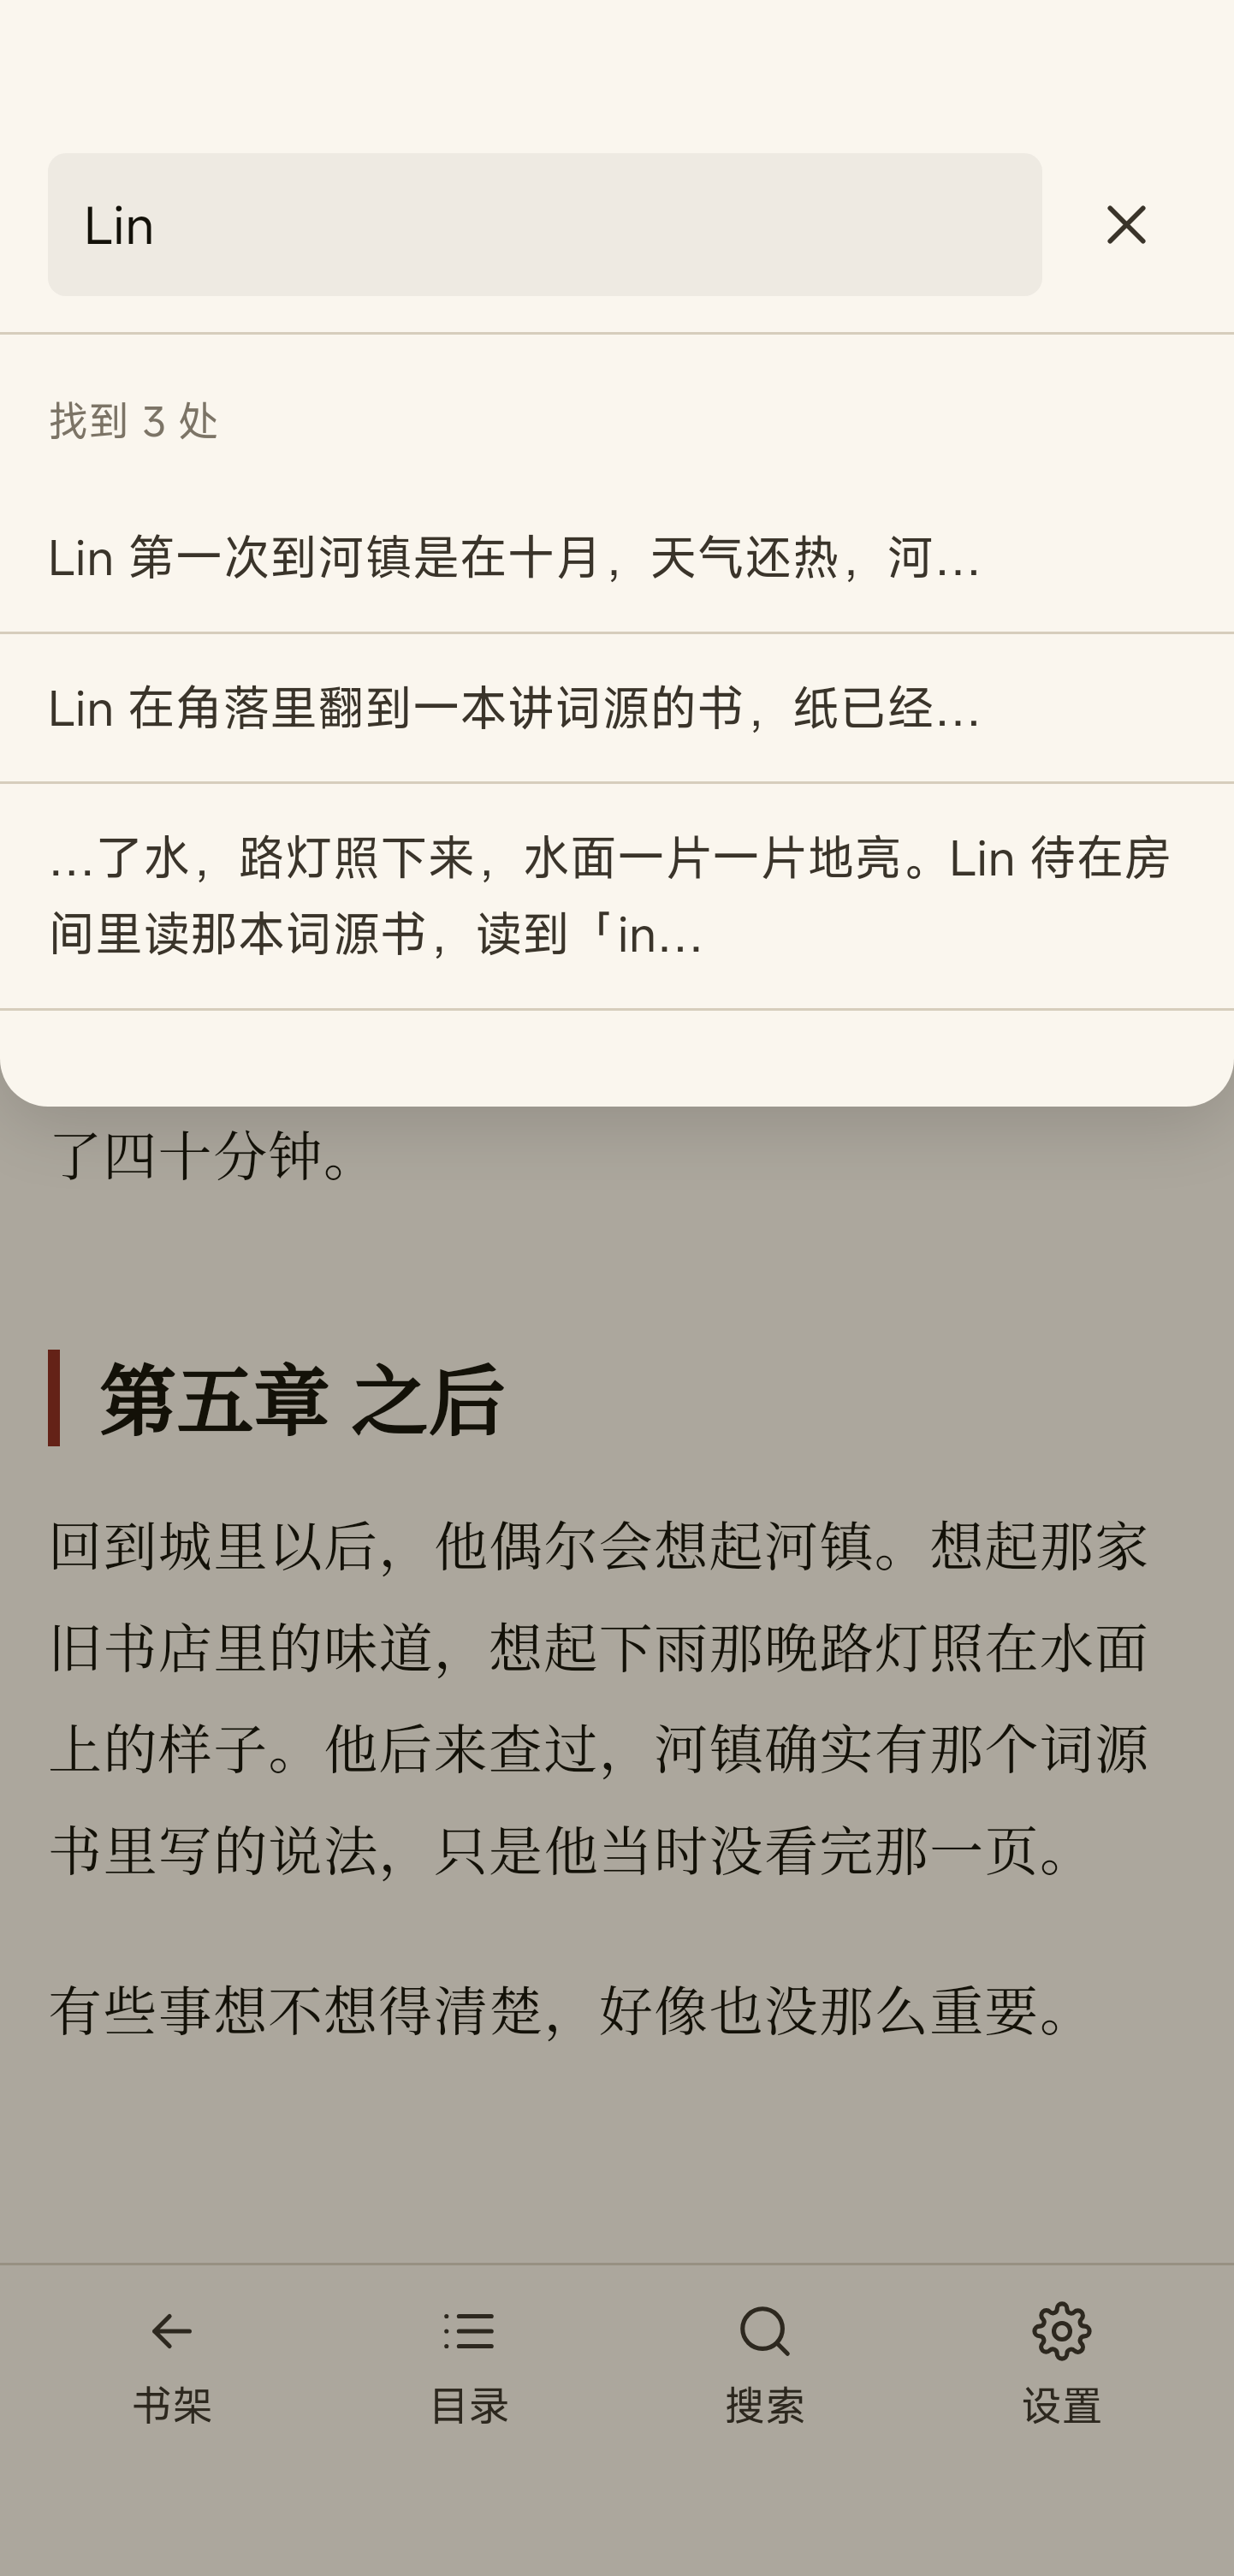 Lin
找到 3 处
Lin 第一次到河镇是在十月，天气还热，河...
Lin 在角落里翻到一本讲词源的书，纸已经...
...了水，路灯照下来，水面一片一片地亮。Lin 待在房
间里读那本词源书，读到「in...
了四十分钟。
第五章 之后
回到城里以后，他偶尔会想起河镇。想起那家
旧书店里的味道，想起下雨那晚路灯照在水面
上的样子。他后来查过，河镇确实有那个词源
书里写的说法，只是他当时没看完那一页。
有些事想不想得清楚，好像也没那么重要。
书架
目录
搜索
设置